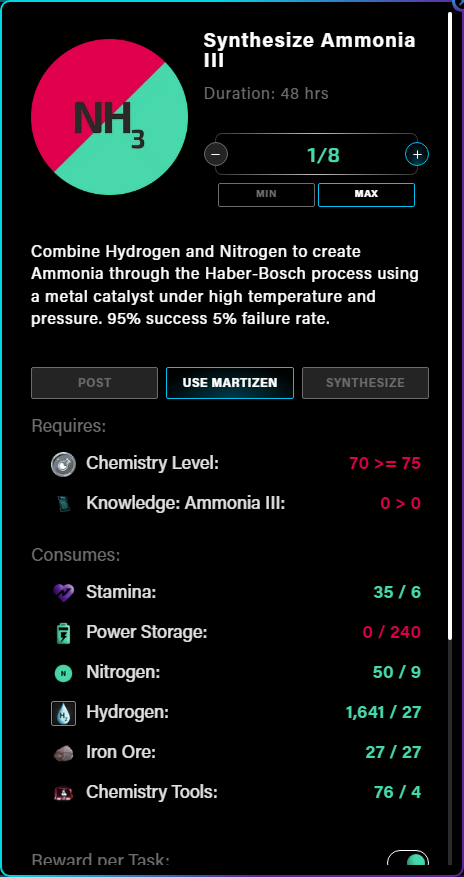 Synthesize Ammonia
III
Duration: 48 hrs
NH3
− 1/8 +
MIN MAX
Combine Hydrogen and Nitrogen to create
Ammonia through the Haber-Bosch process using
a metal catalyst under high temperature and
pressure. 95% success 5% failure rate.
POST USE MARTIZEN SYNTHESIZE
Requires:
Chemistry Level: 70 >= 75
Knowledge: Ammonia III: 0 > 0
Consumes:
Stamina: 35 / 6
Power Storage: 0 / 240
N Nitrogen: 50 / 9
H2 Hydrogen: 1,641 / 27
Iron Ore: 27 / 27
Chemistry Tools: 76 / 4
Reward per Task: